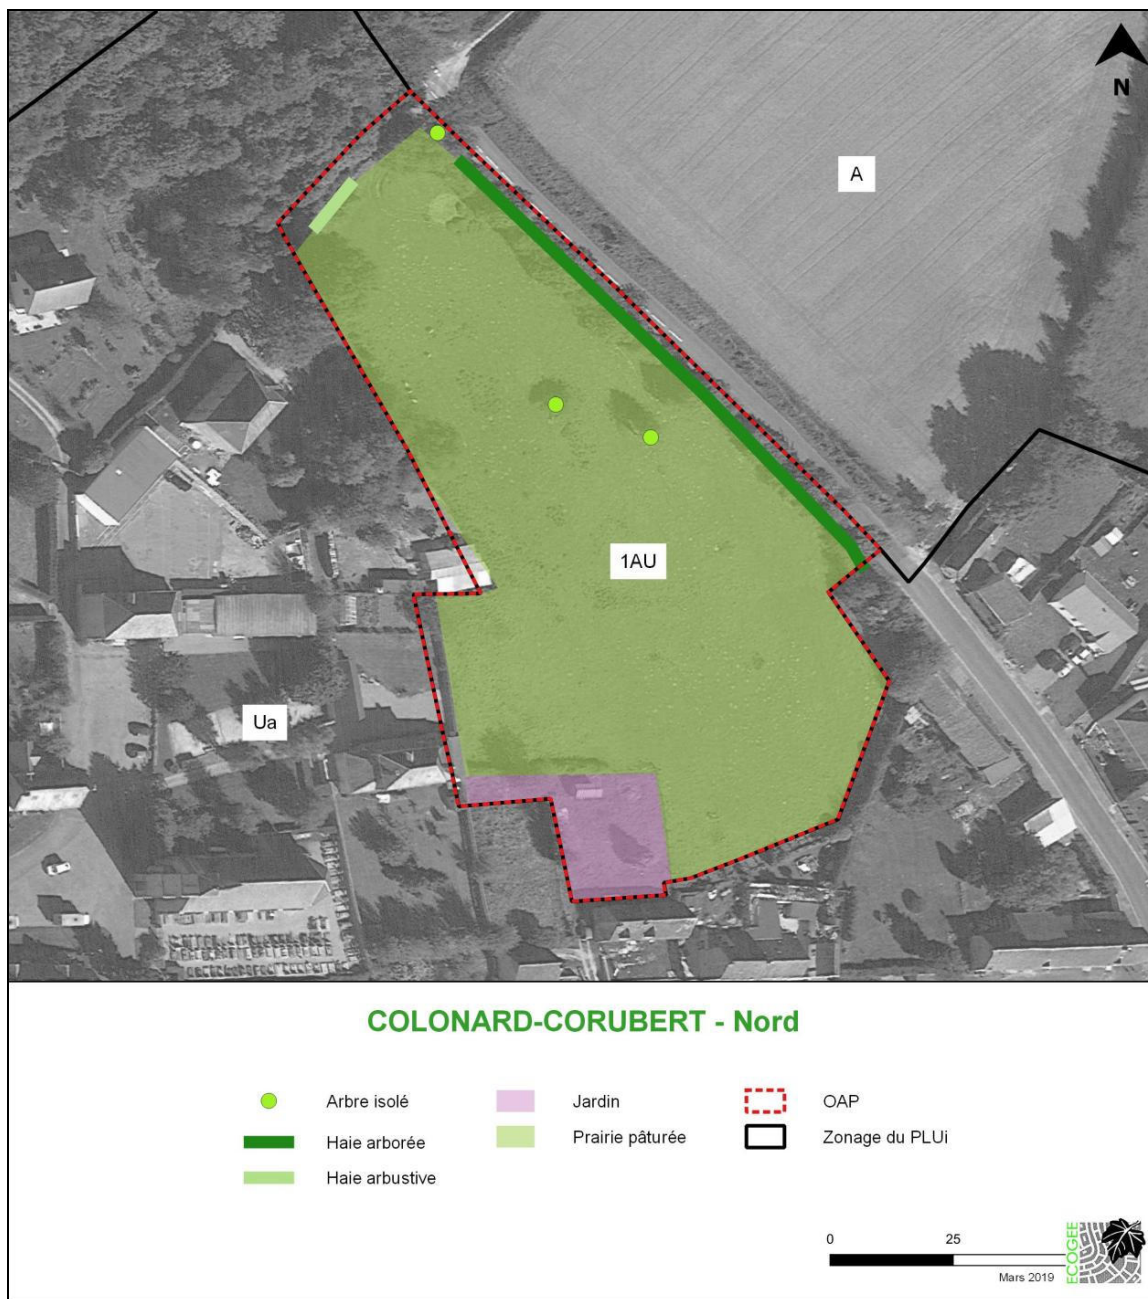 N
A
1AU
Ua
COLONARD-CORUBERT - Nord
Arbre isolé
Jardin
OAP
Haie arborée
Prairie pâturée
Zonage du PLUi
Haie arbustive
0 25
Mars 2019
ECOGEE